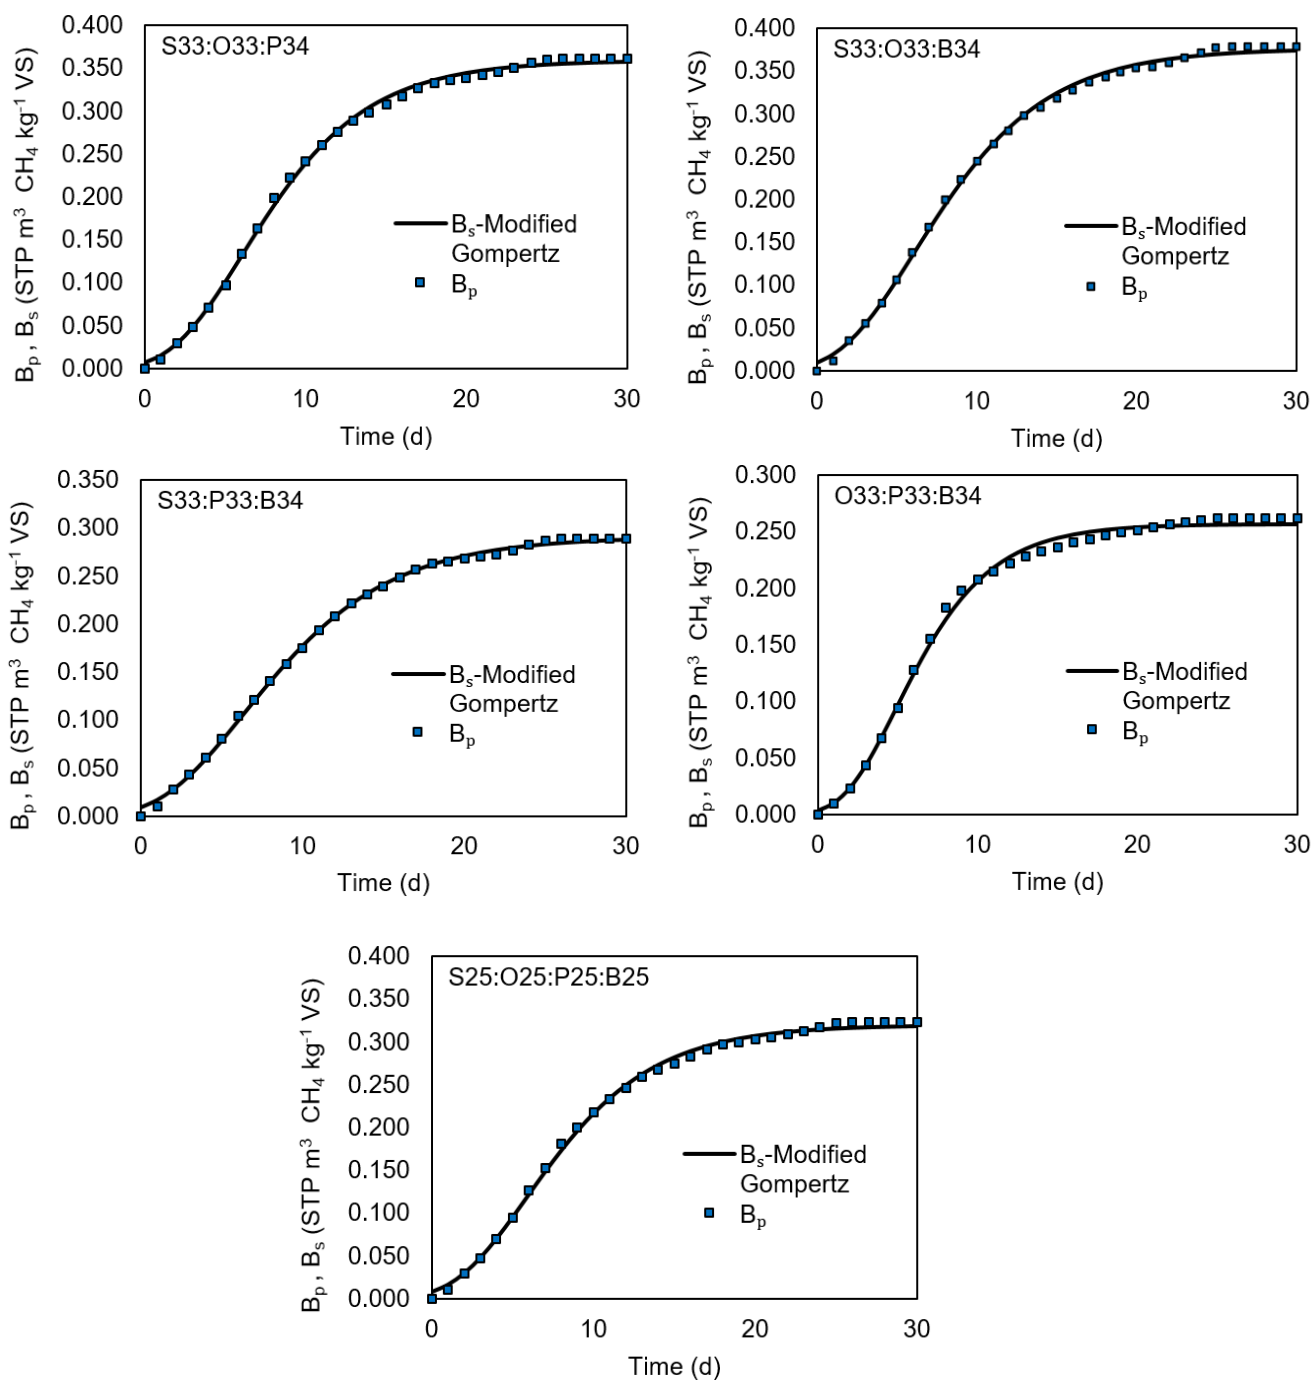 S33:O33:P34
0.400
0.350
0.300
0.250
0.200
0.150
0.100
0.050
0.000
Bₚ , Bₛ (STP m³ CH₄ kg⁻¹ VS)
Bₛ-Modified
Gompertz
Bₚ
0 10 20 30
Time (d)
S33:O33:B34
0.400
0.350
0.300
0.250
0.200
0.150
0.100
0.050
0.000
Bₚ , Bₛ (STP m³ CH₄ kg⁻¹ VS)
Bₛ-Modified
Gompertz
Bₚ
0 10 20 30
Time (d)
S33:P33:B34
0.350
0.300
0.250
0.200
0.150
0.100
0.050
0.000
Bₚ , Bₛ (STP m³ CH₄ kg⁻¹ VS)
Bₛ-Modified
Gompertz
Bₚ
0 10 20 30
Time (d)
O33:P33:B34
0.300
0.250
0.200
0.150
0.100
0.050
0.000
Bₚ , Bₛ (STP m³ CH₄ kg⁻¹ VS)
Bₛ-Modified
Gompertz
Bₚ
0 10 20 30
Time (d)
S25:O25:P25:B25
0.400
0.350
0.300
0.250
0.200
0.150
0.100
0.050
0.000
Bₚ , Bₛ (STP m³ CH₄ kg⁻¹ VS)
Bₛ-Modified
Gompertz
Bₚ
0 10 20 30
Time (d)